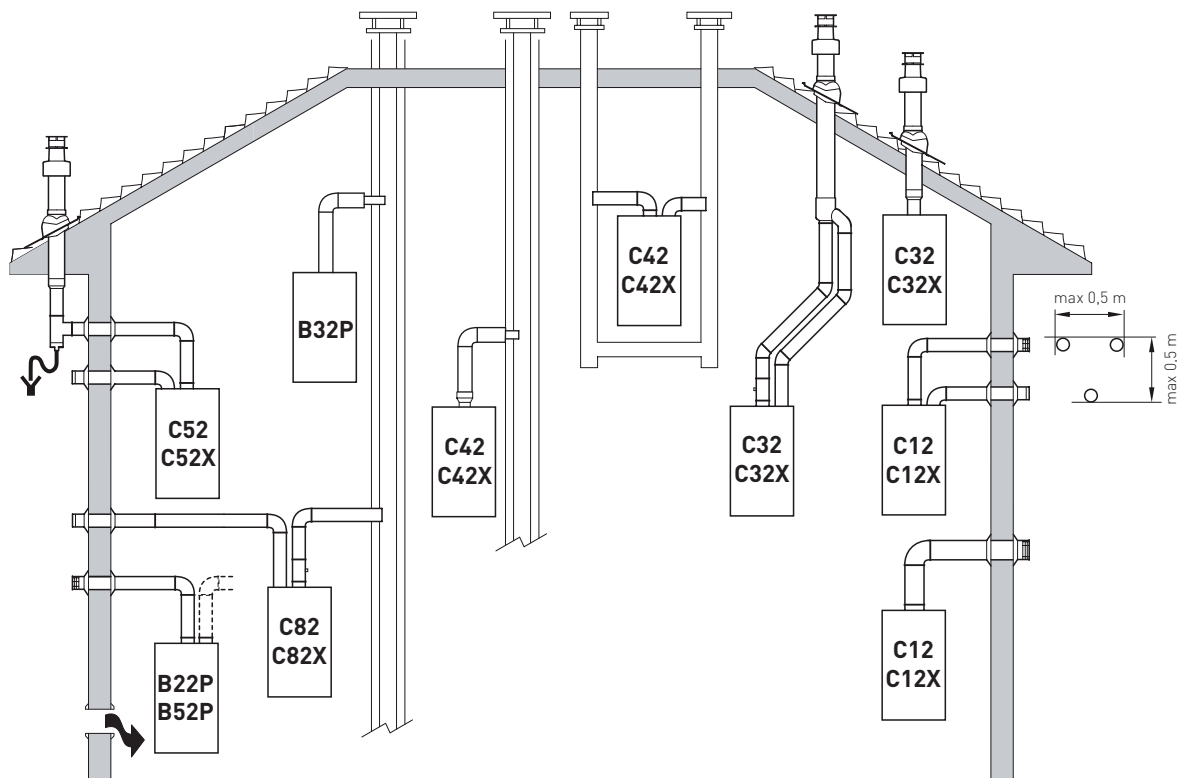 C42
C42X
C32
C32X
B32P
max 0,5 m
max 0,5 m
C52
C52X
C42
C42X
C32
C32X
C12
C12X
C82
C82X
C12
C12X
B22P
B52P